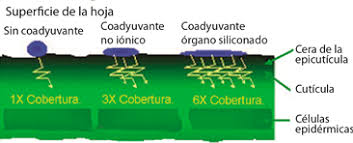 Superficie de la hoja
Sin coadyuvante
Coadyuvante
no iónico
Coadyuvante
órgano siliconado
Cera de la
epicutícula
1X Cobertura.
3X Cobertura.
6X Cobertura.
Cutícula
Células
epidérmicas